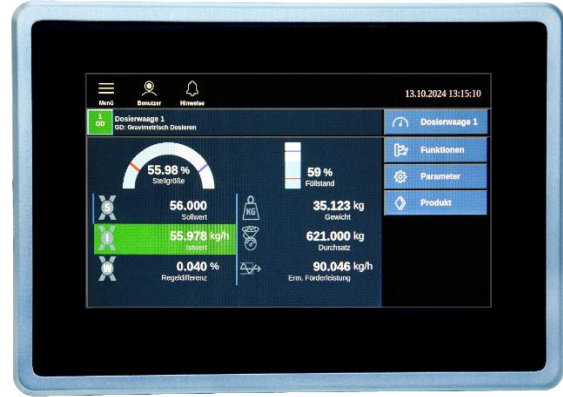 Menü Benutzer Hinweise 13.10.2024 13:15:10
1 GD
Dosierwaage 1
GD: Gravimetrisch Dosieren
Dosierwaage 1
Funktionen
Parameter
Produkt
55.98 %
Stellgröße
59 %
Füllstand
S
56.000
Sollwert
KG
35.123 kg
Gewicht
I
55.978 kg/h
Istwert
621.000 kg
Durchsatz
W
0.040 %
Regeldifferenz
90.046 kg/h
Erm. Förderleistung